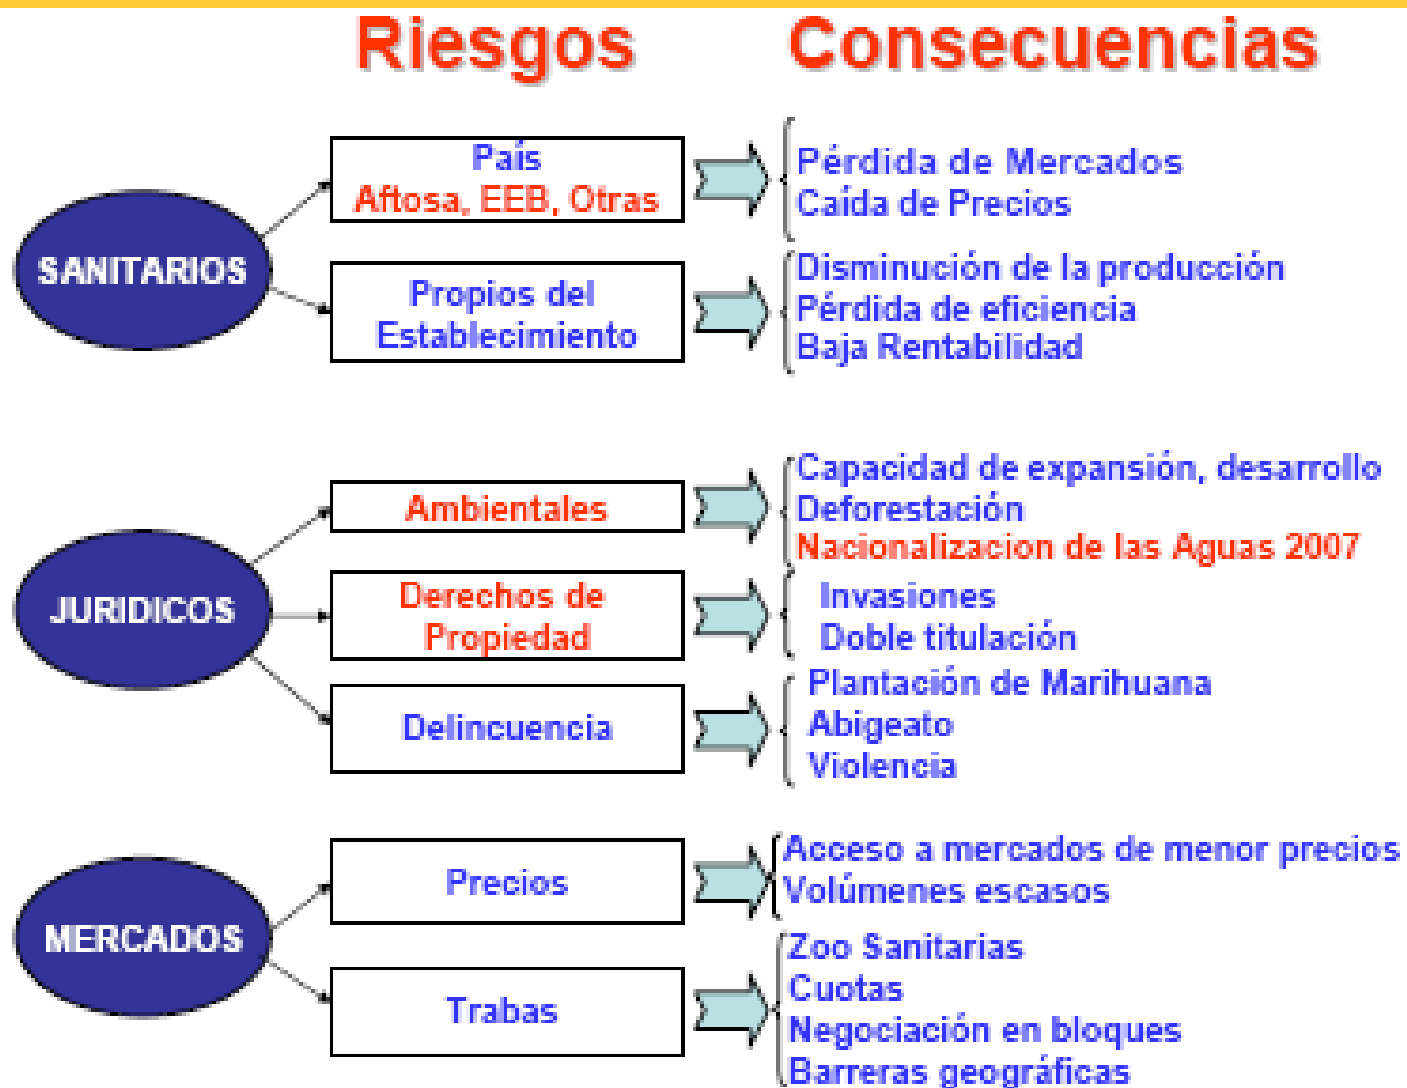 Riesgos
Consecuencias
SANITARIOS
País
Aftosa, EEB, Otras
Pérdida de Mercados
Caída de Precios
Propios del
Establecimiento
Disminución de la producción
Pérdida de eficiencia
Baja Rentabilidad
JURIDICOS
Ambientales
Capacidad de expansión, desarrollo
Deforestación
Nacionalizacion de las Aguas 2007
Derechos de
Propiedad
Invasiones
Doble titulación
Delincuencia
Plantación de Marihuana
Abigeato
Violencia
MERCADOS
Precios
Acceso a mercados de menor precios
Volúmenes escasos
Trabas
Zoo Sanitarias
Cuotas
Negociación en bloques
Barreras geográficas